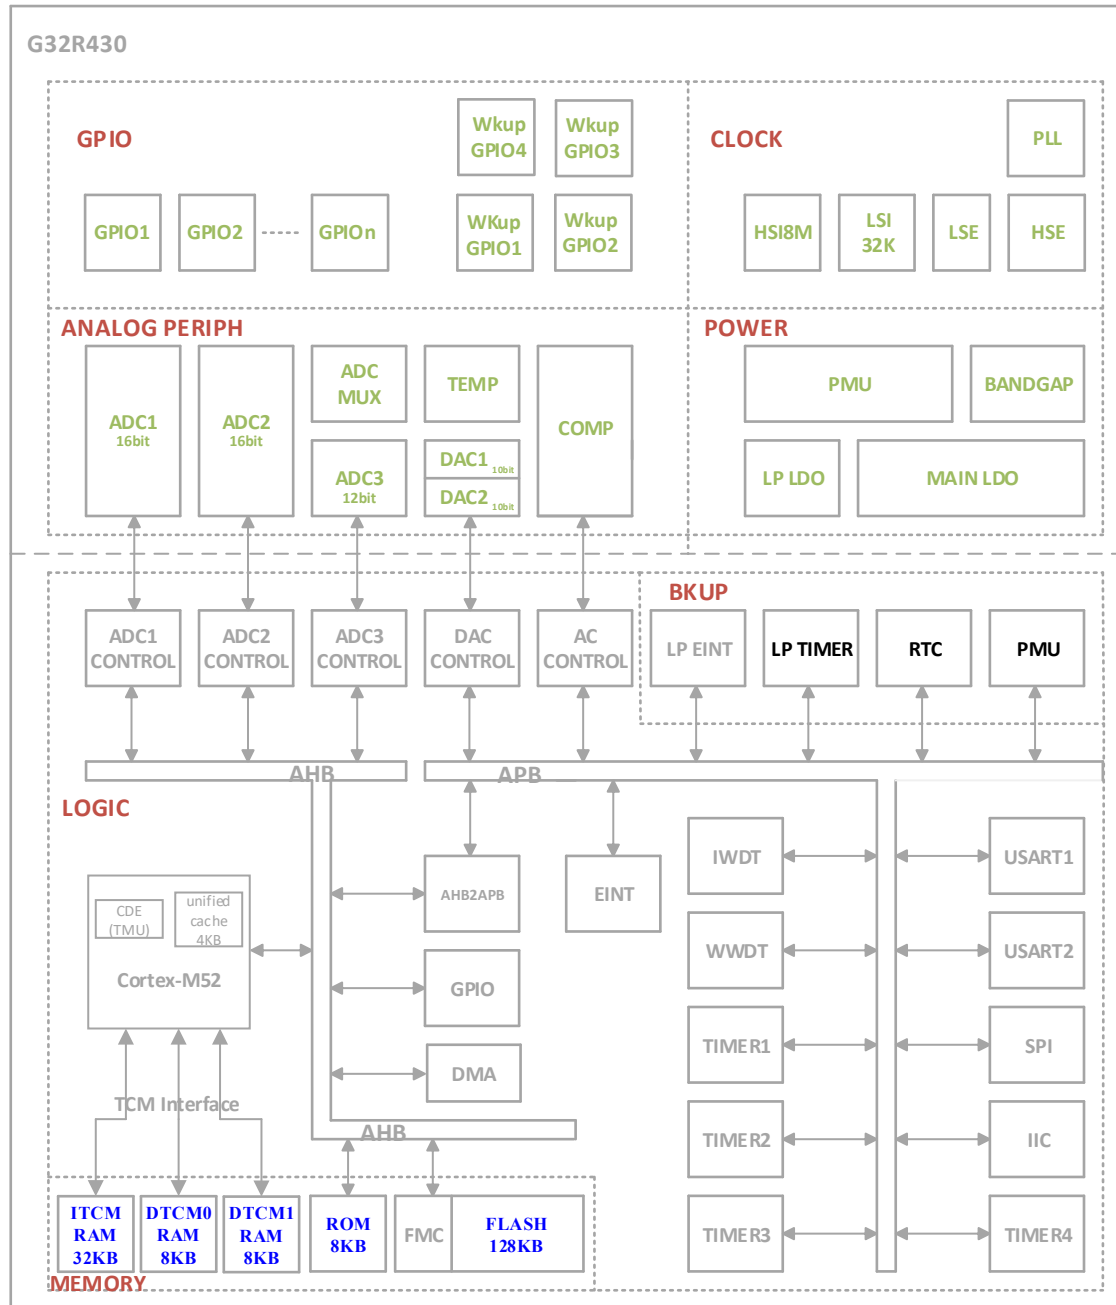 G32R430
GPIO
Wkup
GPIO4
Wkup
GPIO3
CLOCK
PLL
GPIO1
GPIO2
GPIOn
WKup
GPIO1
Wkup
GPIO2
HSI8M
LSI
32K
LSE
HSE
ANALOG PERIPH
POWER
ADC1
16bit
ADC2
16bit
ADC
MUX
TEMP
COMP
PMU
BANDGAP
ADC3
12bit
DAC1 10bit
DAC2 10bit
LP LDO
MAIN LDO
BKUP
ADC1
CONTROL
ADC2
CONTROL
ADC3
CONTROL
DAC
CONTROL
AC
CONTROL
LP EINT
LP TIMER
RTC
PMU
AHB
APB
LOGIC
IWDT
USART1
CDE
(TMU)
unified
cache
4KB
Cortex-M52
AHB2APB
EINT
WWDT
USART2
GPIO
TIMER1
SPI
DMA
TCM Interface
AHB
TIMER2
IIC
ITCM
RAM
32KB
DTCM0
RAM
8KB
DTCM1
RAM
8KB
ROM
8KB
FMC
FLASH
128KB
TIMER3
TIMER4
MEMORY